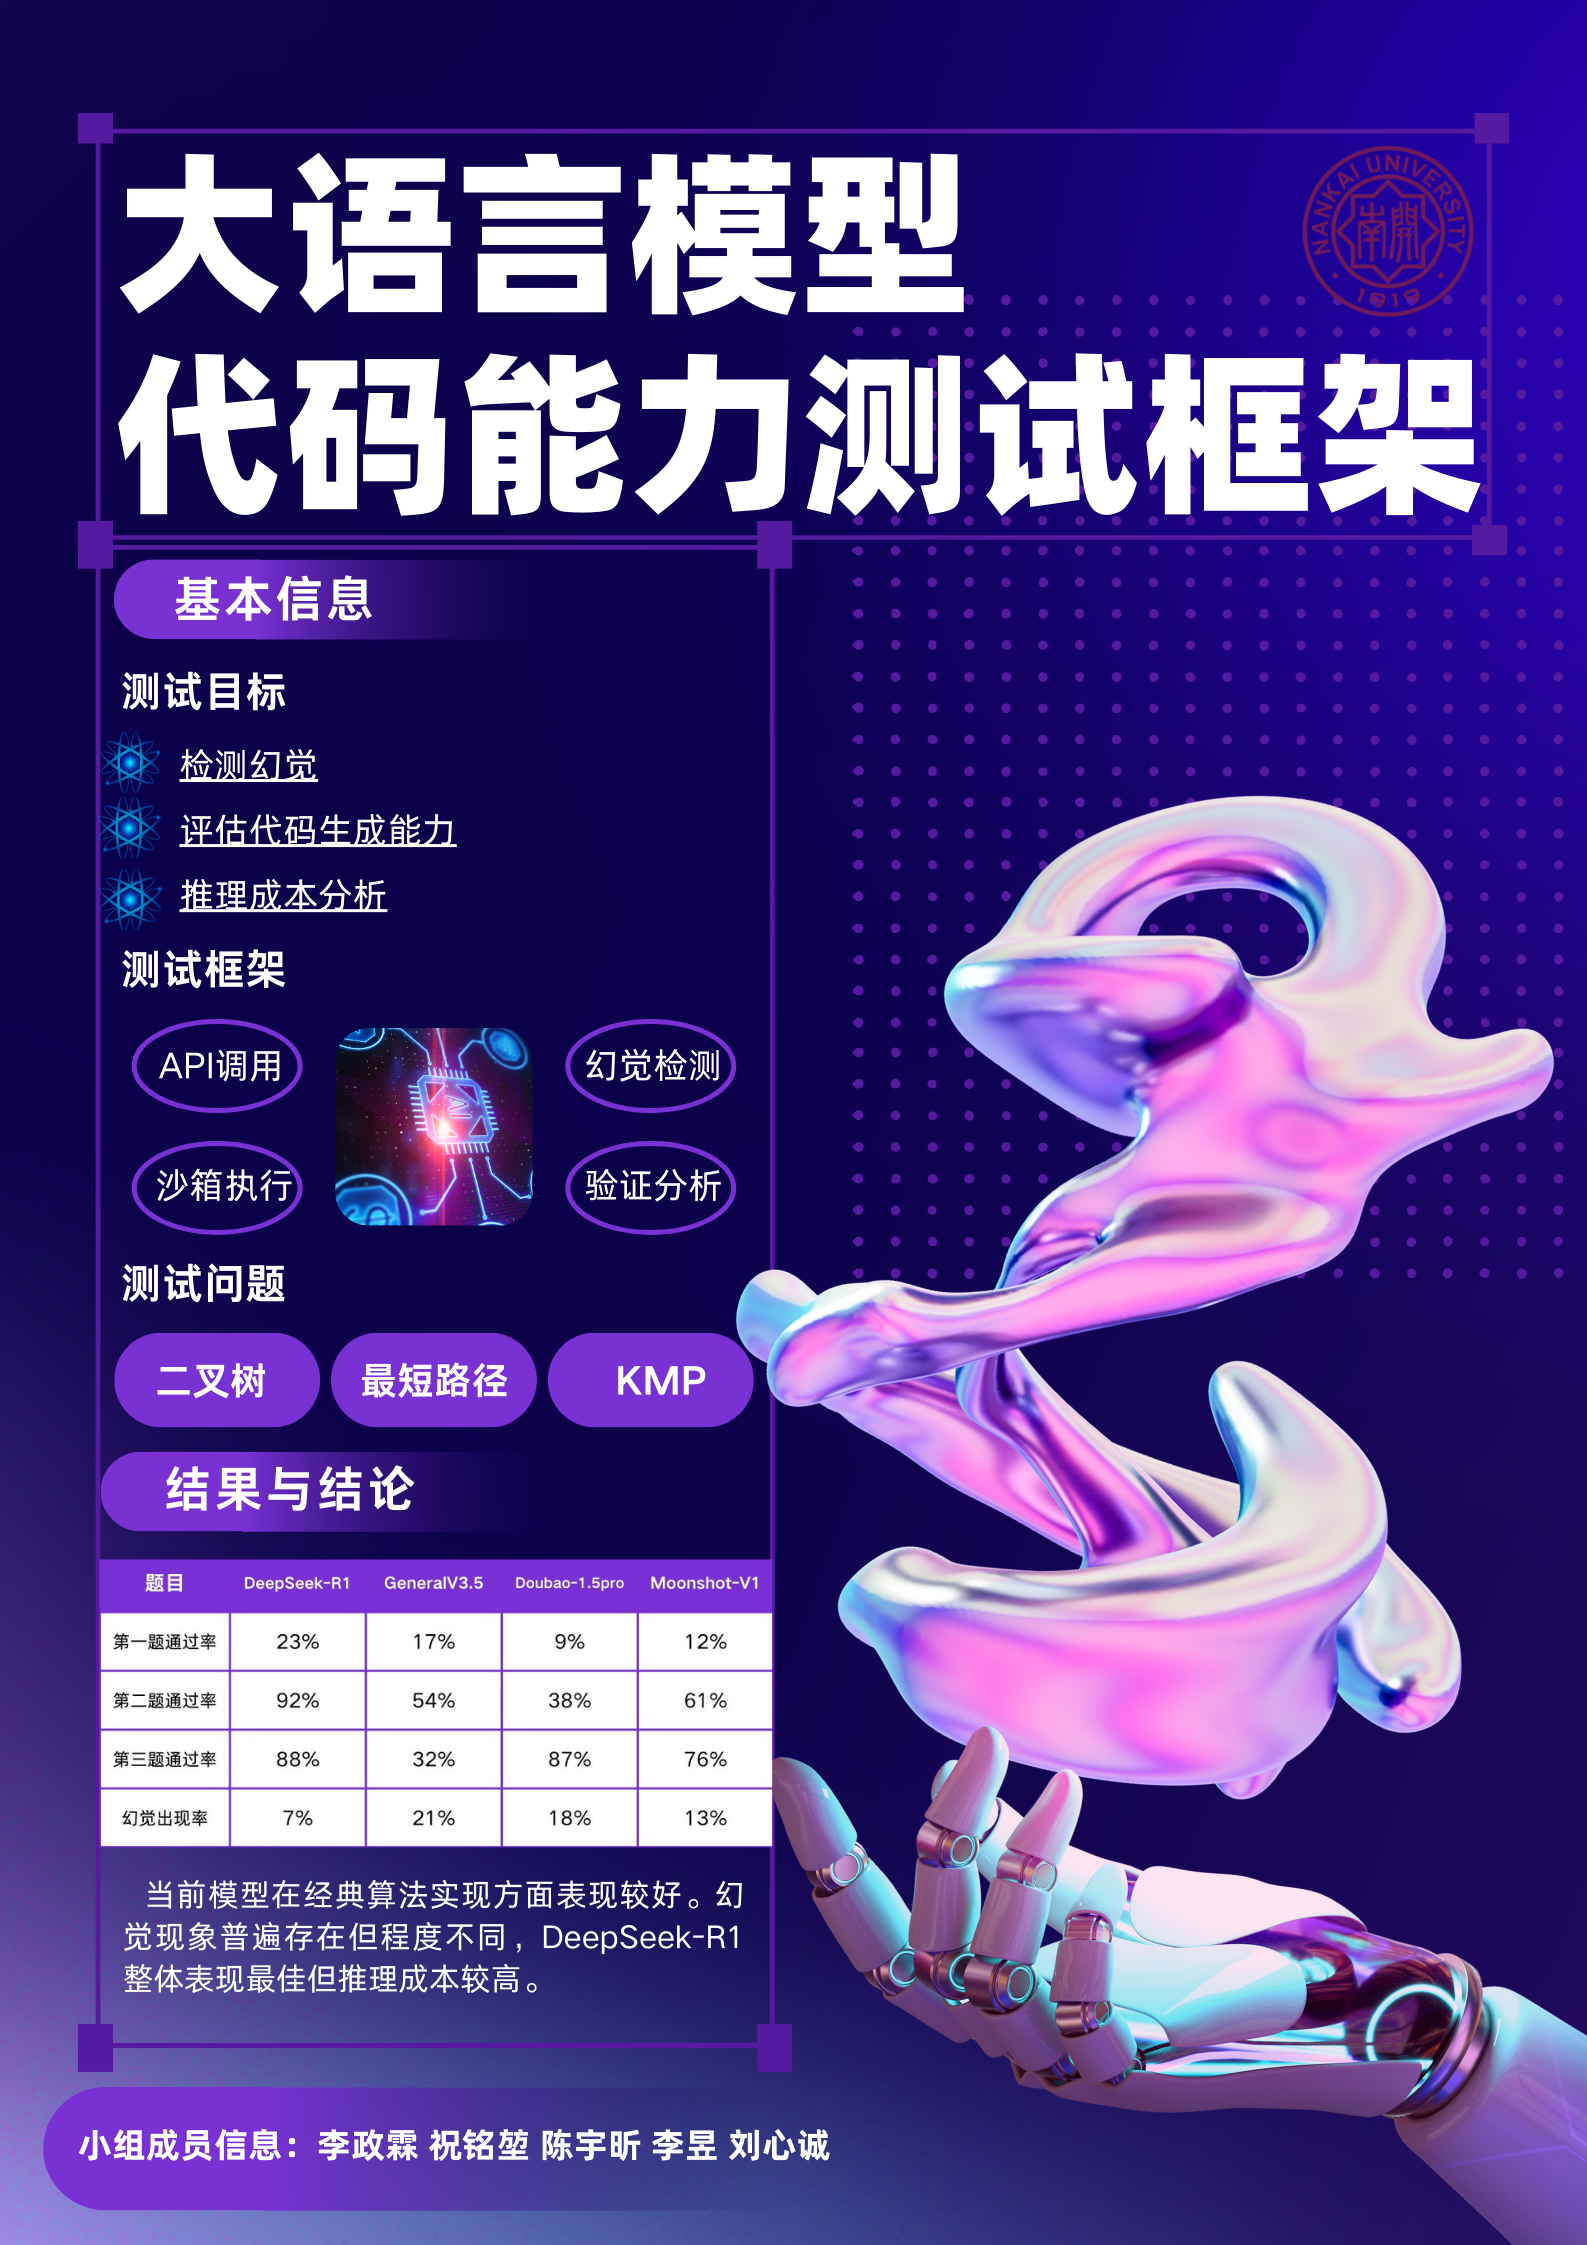 大语言模型
NANKAI UNIVERSITY
南開
1919
代码能力测试框架
基本信息
测试目标
检测幻觉
评估代码生成能力
推理成本分析
测试框架
API调用
幻觉检测
AI
沙箱执行
验证分析
测试问题
二叉树 最短路径 KMP
结果与结论
题目 DeepSeek-R1 GeneralV3.5 Doubao-1.5pro Moonshot-V1
第一题通过率 23% 17% 9% 12%
第二题通过率 92% 54% 38% 61%
第三题通过率 88% 32% 87% 76%
幻觉出现率 7% 21% 18% 13%
当前模型在经典算法实现方面表现较好。幻
觉现象普遍存在但程度不同，DeepSeek-R1
整体表现最佳但推理成本较高。
小组成员信息：李政霖 祝铭堃 陈宇昕 李昱 刘心诚